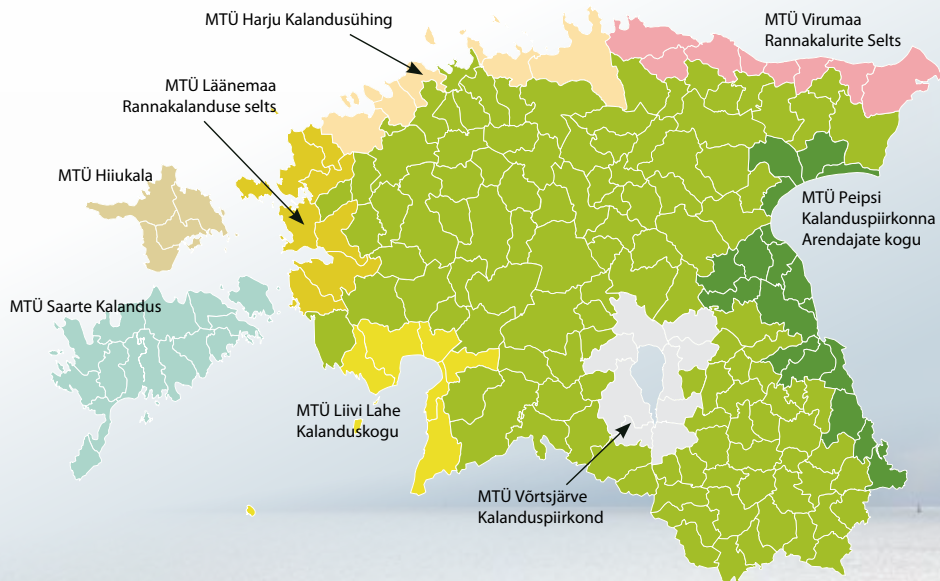 MTÜ Harju Kalandusühing
MTÜ Virumaa
Rannakalurite Selts
MTÜ Läänemaa
Rannakalanduse selts
MTÜ Hiiukala
MTÜ Peipsi
Kalanduspiirkonna
Arendajate kogu
MTÜ Saarte Kalandus
MTÜ Liivi Lahe
Kalanduskogu
MTÜ Võrtsjärve
Kalanduspiirkond